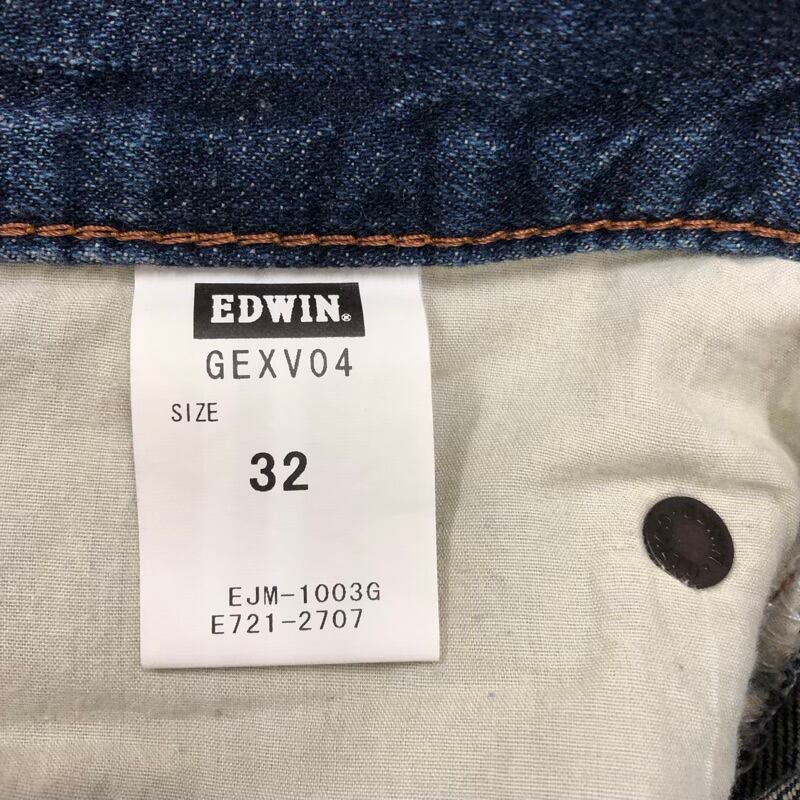 EDWIN®
GEXV04
SIZE
32
EJM-1003G
E721-2707